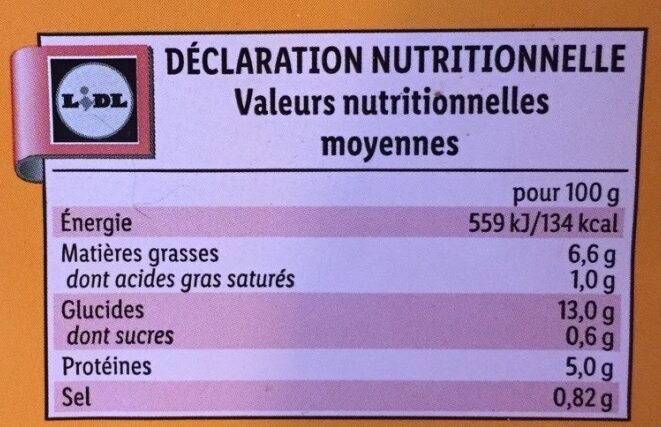 LIDL
DÉCLARATION NUTRITIONNELLE
Valeurs nutritionnelles
moyennes
pour 100 g
Énergie 559 kJ/134 kcal
Matières grasses 6,6 g
dont acides gras saturés 1,0 g
Glucides 13,0 g
dont sucres 0,6 g
Protéines 5,0 g
Sel 0,82 g